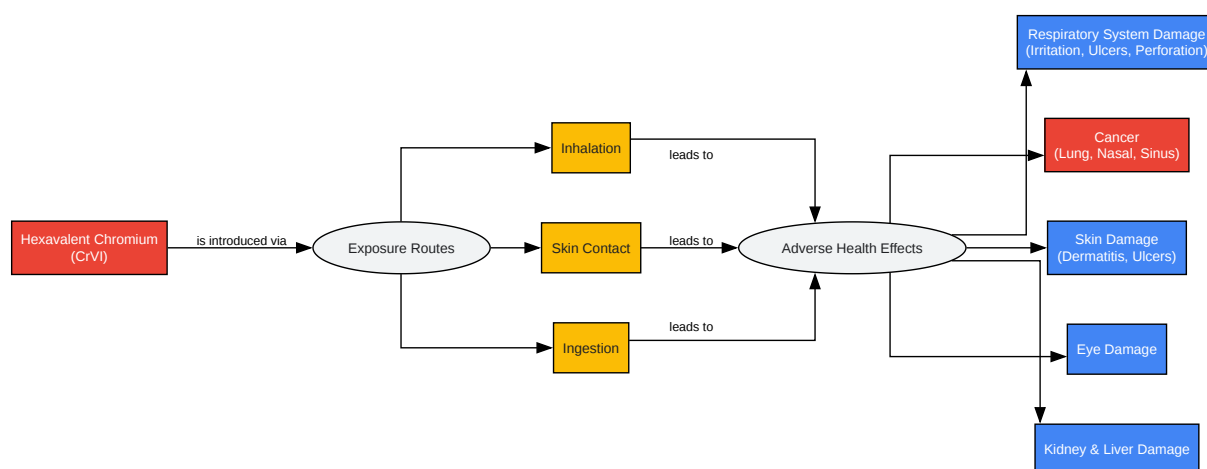 Hexavalent Chromium
(CrVI)
is introduced via
Exposure Routes
Inhalation
Skin Contact
Ingestion
leads to
leads to
leads to
Adverse Health Effects
Respiratory System Damage
(Irritation, Ulcers, Perforation)
Cancer
(Lung, Nasal, Sinus)
Skin Damage
(Dermatitis, Ulcers)
Eye Damage
Kidney & Liver Damage